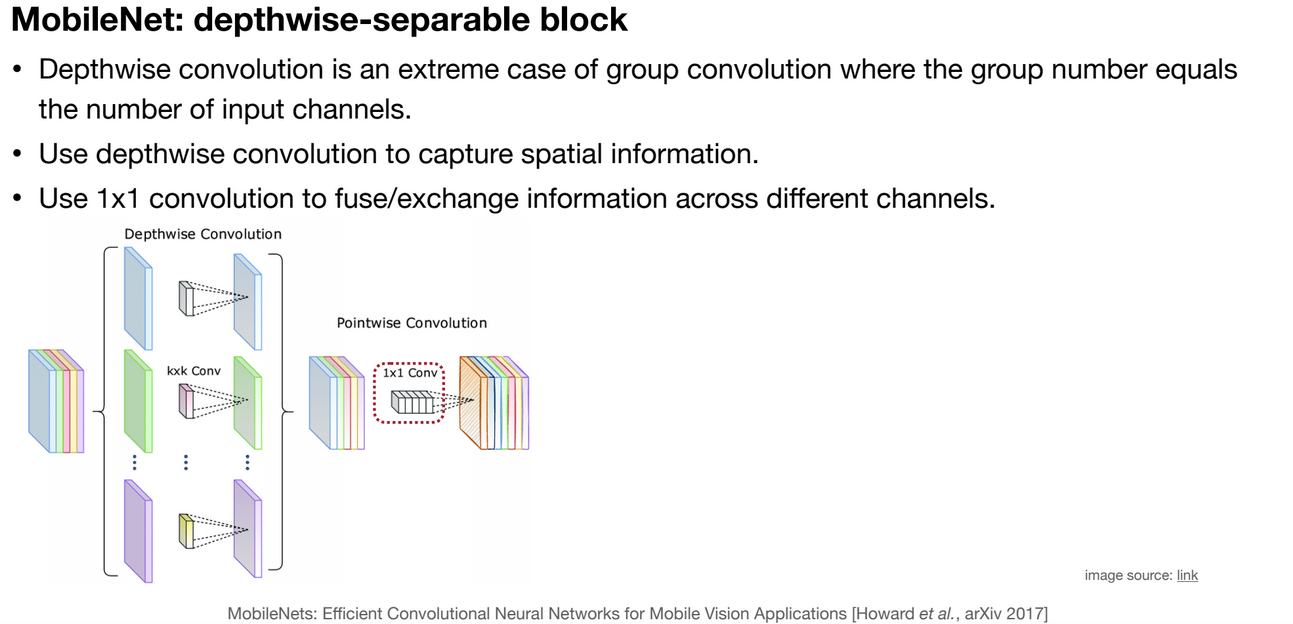 MobileNet: depthwise-separable block
• Depthwise convolution is an extreme case of group convolution where the group number equals
the number of input channels.
• Use depthwise convolution to capture spatial information.
• Use 1x1 convolution to fuse/exchange information across different channels.
Depthwise Convolution
Pointwise Convolution
kxk Conv
1x1 Conv
image source: link
MobileNets: Efficient Convolutional Neural Networks for Mobile Vision Applications [Howard et al., arXiv 2017]